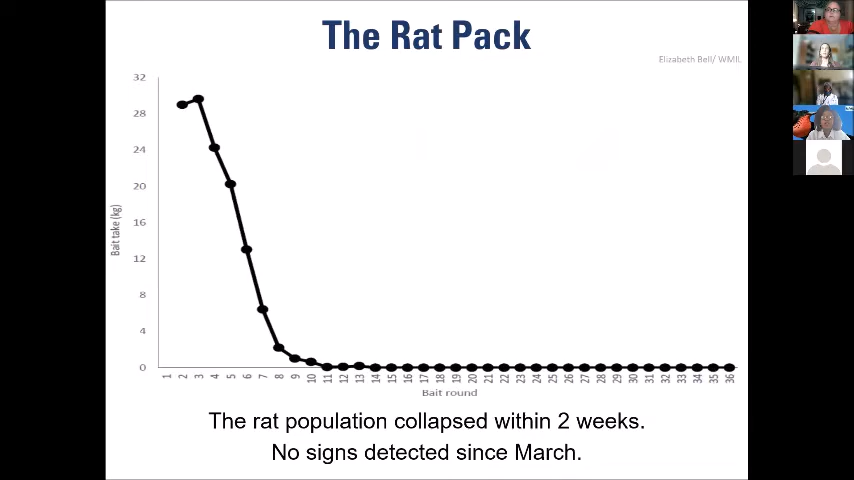 The Rat Pack
Elizabeth Bell/ WMIL
32
28
24
20
16
12
8
4
0
Bait take (kg)
1 2 3 4 5 6 7 8 9 10 11 12 13 14 15 16 17 18 19 20 21 22 23 24 25 26 27 28 29 30 31 32 33 34 35 36
Bait round
The rat population collapsed within 2 weeks.
No signs detected since March.